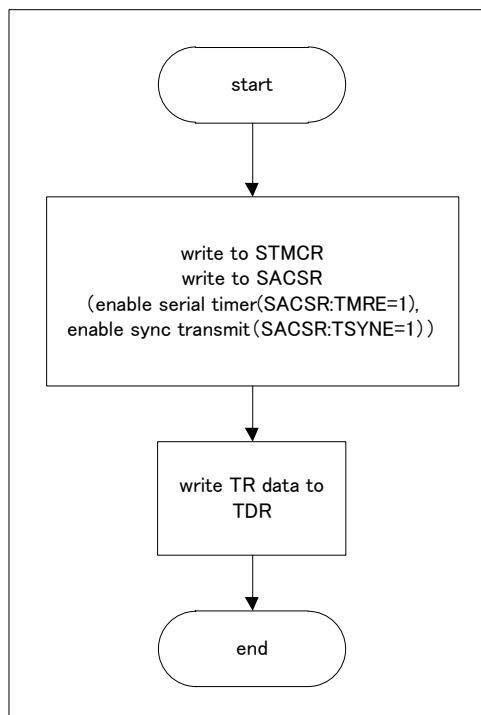 start
write to STMCR
write to SACSR
(enable serial timer(SACSR:TMRE=1),
enable sync transmit(SACSR:TSYNE=1))
write TR data to
TDR
end